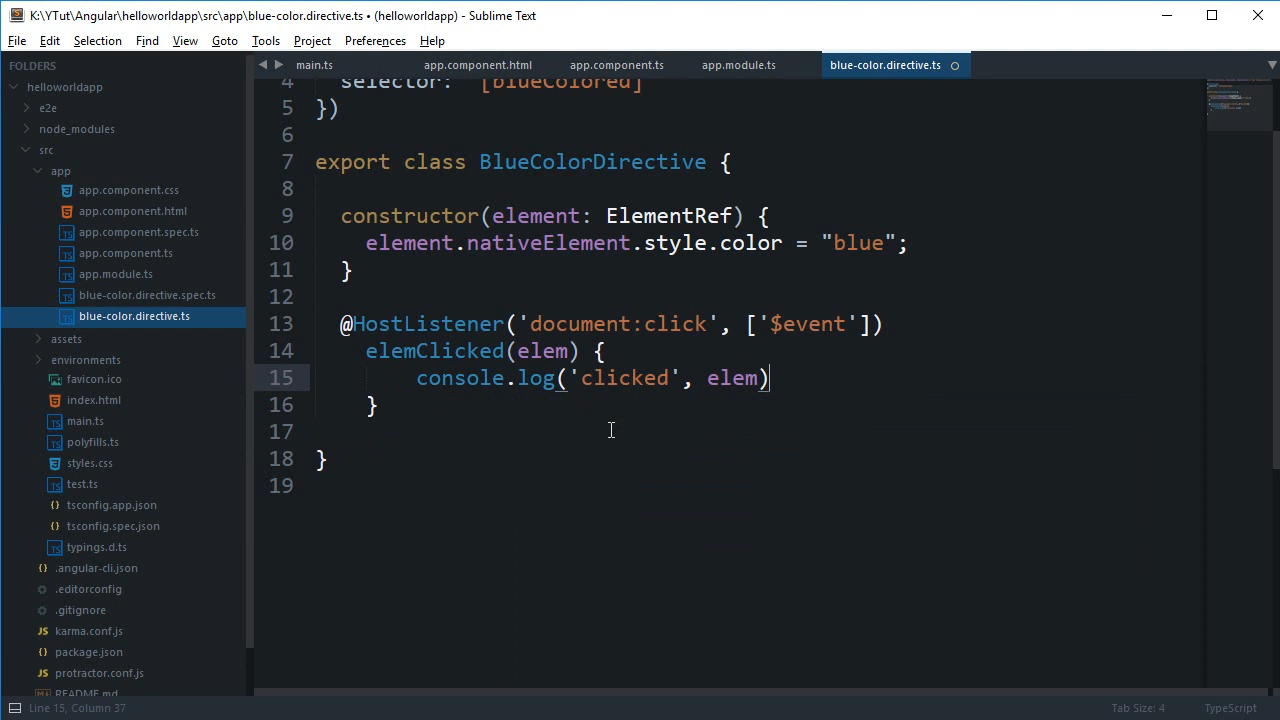 K:\YTut\Angular\helloworldapp\src\app\blue-color.directive.ts • (helloworldapp) - Sublime Text
File Edit Selection Find View Goto Tools Project Preferences Help
FOLDERS
helloworldapp
e2e
node_modules
src
app
app.component.css
app.component.html
app.component.spec.ts
app.component.ts
app.module.ts
blue-color.directive.spec.ts
blue-color.directive.ts
assets
environments
favicon.ico
index.html
main.ts
polyfills.ts
styles.css
test.ts
tsconfig.app.json
tsconfig.spec.json
typings.d.ts
.angular-cli.json
.editorconfig
.gitignore
karma.conf.js
package.json
protractor.conf.js
README.md
main.ts app.component.html app.component.ts app.module.ts blue-color.directive.ts
4 selector: '[blueColored]'
5 })
6
7 export class BlueColorDirective {
8
9 constructor(element: ElementRef) {
10 element.nativeElement.style.color = "blue";
11 }
12
13 @HostListener('document:click', ['$event'])
14 elemClicked(elem) {
15 console.log('clicked', elem)
16 }
17
18 }
19
Line 15, Column 37 Tab Size: 4 TypeScript